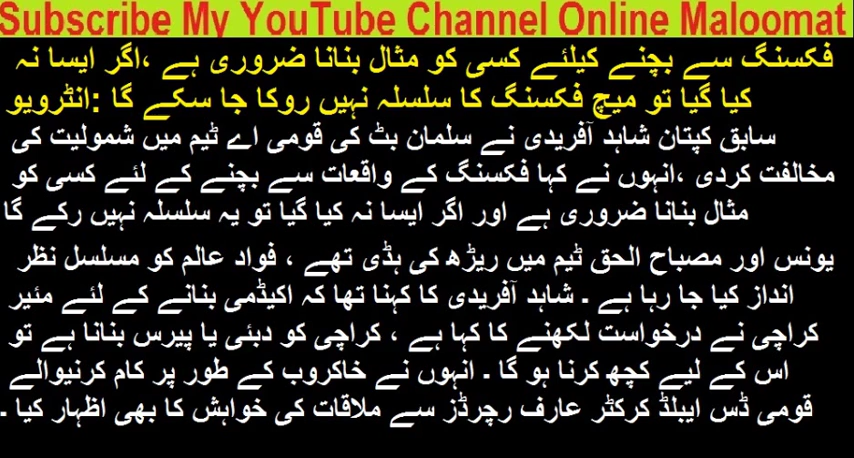 Subscribe My YouTube Channel Online Maloomat
فکسنگ سے بچنے کیلئے کسی کو مثال بنانا ضروری ہے ،اگر ایسا نہ
کیا گیا تو میچ فکسنگ کا سلسلہ نہیں روکا جا سکے گا :انٹرویو
سابق کپتان شاہد آفریدی نے سلمان بٹ کی قومی اے ٹیم میں شمولیت کی
مخالفت کردی ،انہوں نے کہا فکسنگ کے واقعات سے بچنے کے لئے کسی کو
مثال بنانا ضروری ہے اور اگر ایسا نہ کیا گیا تو یہ سلسلہ نہیں رکے گا
یونس اور مصباح الحق ٹیم میں ریڑھ کی ہڈی تھے ، فواد عالم کو مسلسل نظر
انداز کیا جا رہا ہے ۔ شاہد آفریدی کا کہنا تھا کہ اکیڈمی بنانے کے لئے مئیر
کراچی نے درخواست لکھنے کا کہا ہے ، کراچی کو دبئی یا پیرس بنانا ہے تو
اس کے لیے کچھ کرنا ہو گا ۔ انہوں نے خاکروب کے طور پر کام کرنیوالے
قومی ڈس ایبلڈ کرکٹر عارف رچرڈز سے ملاقات کی خواہش کا بھی اظہار کیا ۔